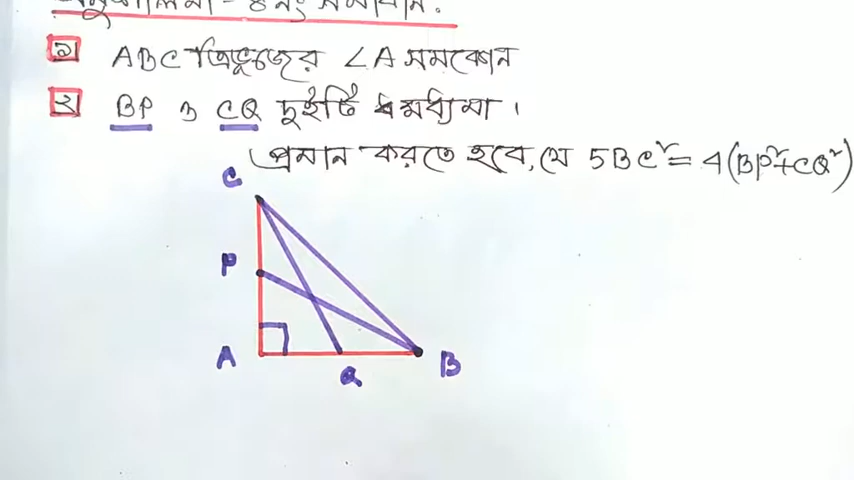 ১ ABC ত্রিভূজের ∠A সমকোন
২ BP ও CQ দুইটি মধ্যমা।
প্রমান করতে হবে, যে 5BC² = 4(BP²+CQ²)
C
P
A
Q
B